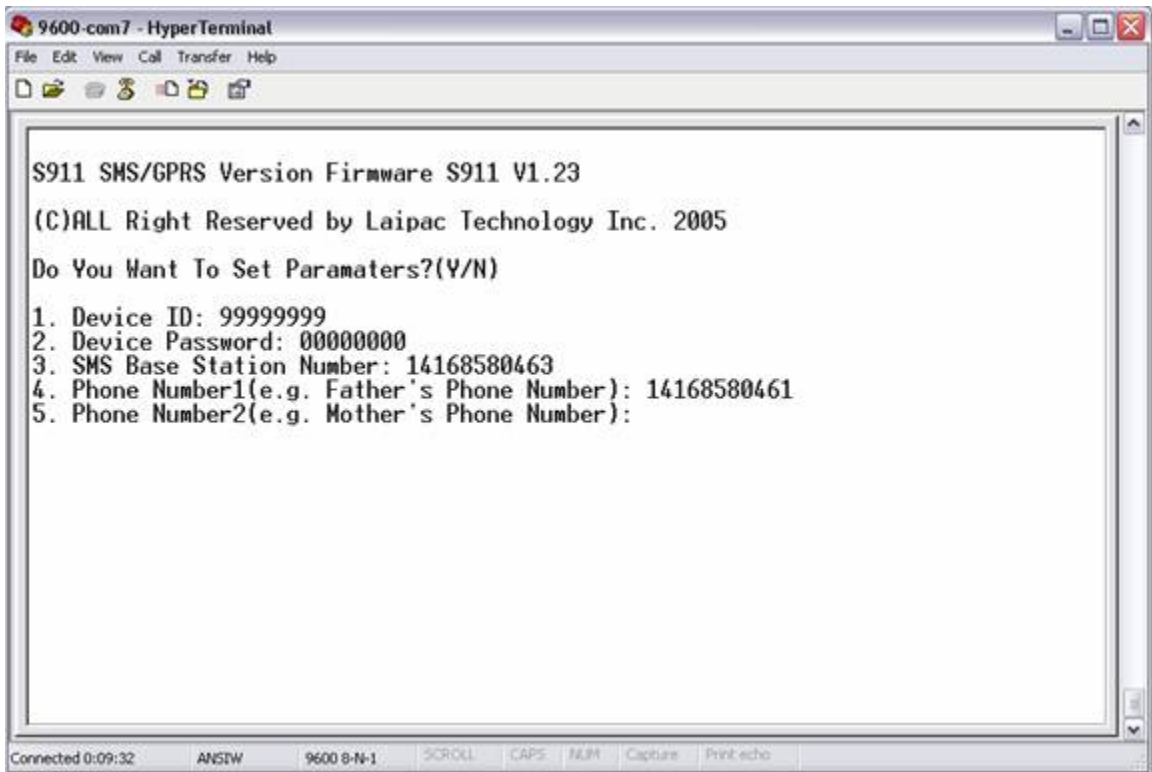 9600-com7 - HyperTerminal
File Edit View Call Transfer Help
S911 SMS/GPRS Version Firmware S911 V1.23
(C)ALL Right Reserved by Laipac Technology Inc. 2005
Do You Want To Set Paramaters?(Y/N)
1. Device ID: 99999999
2. Device Password: 00000000
3. SMS Base Station Number: 14168580463
4. Phone Number1(e.g. Father's Phone Number): 14168580461
5. Phone Number2(e.g. Mother's Phone Number):
Connected 0:09:32 ANSIW 9600 8-N-1 SCROLL CAPS NUM Capture Print echo